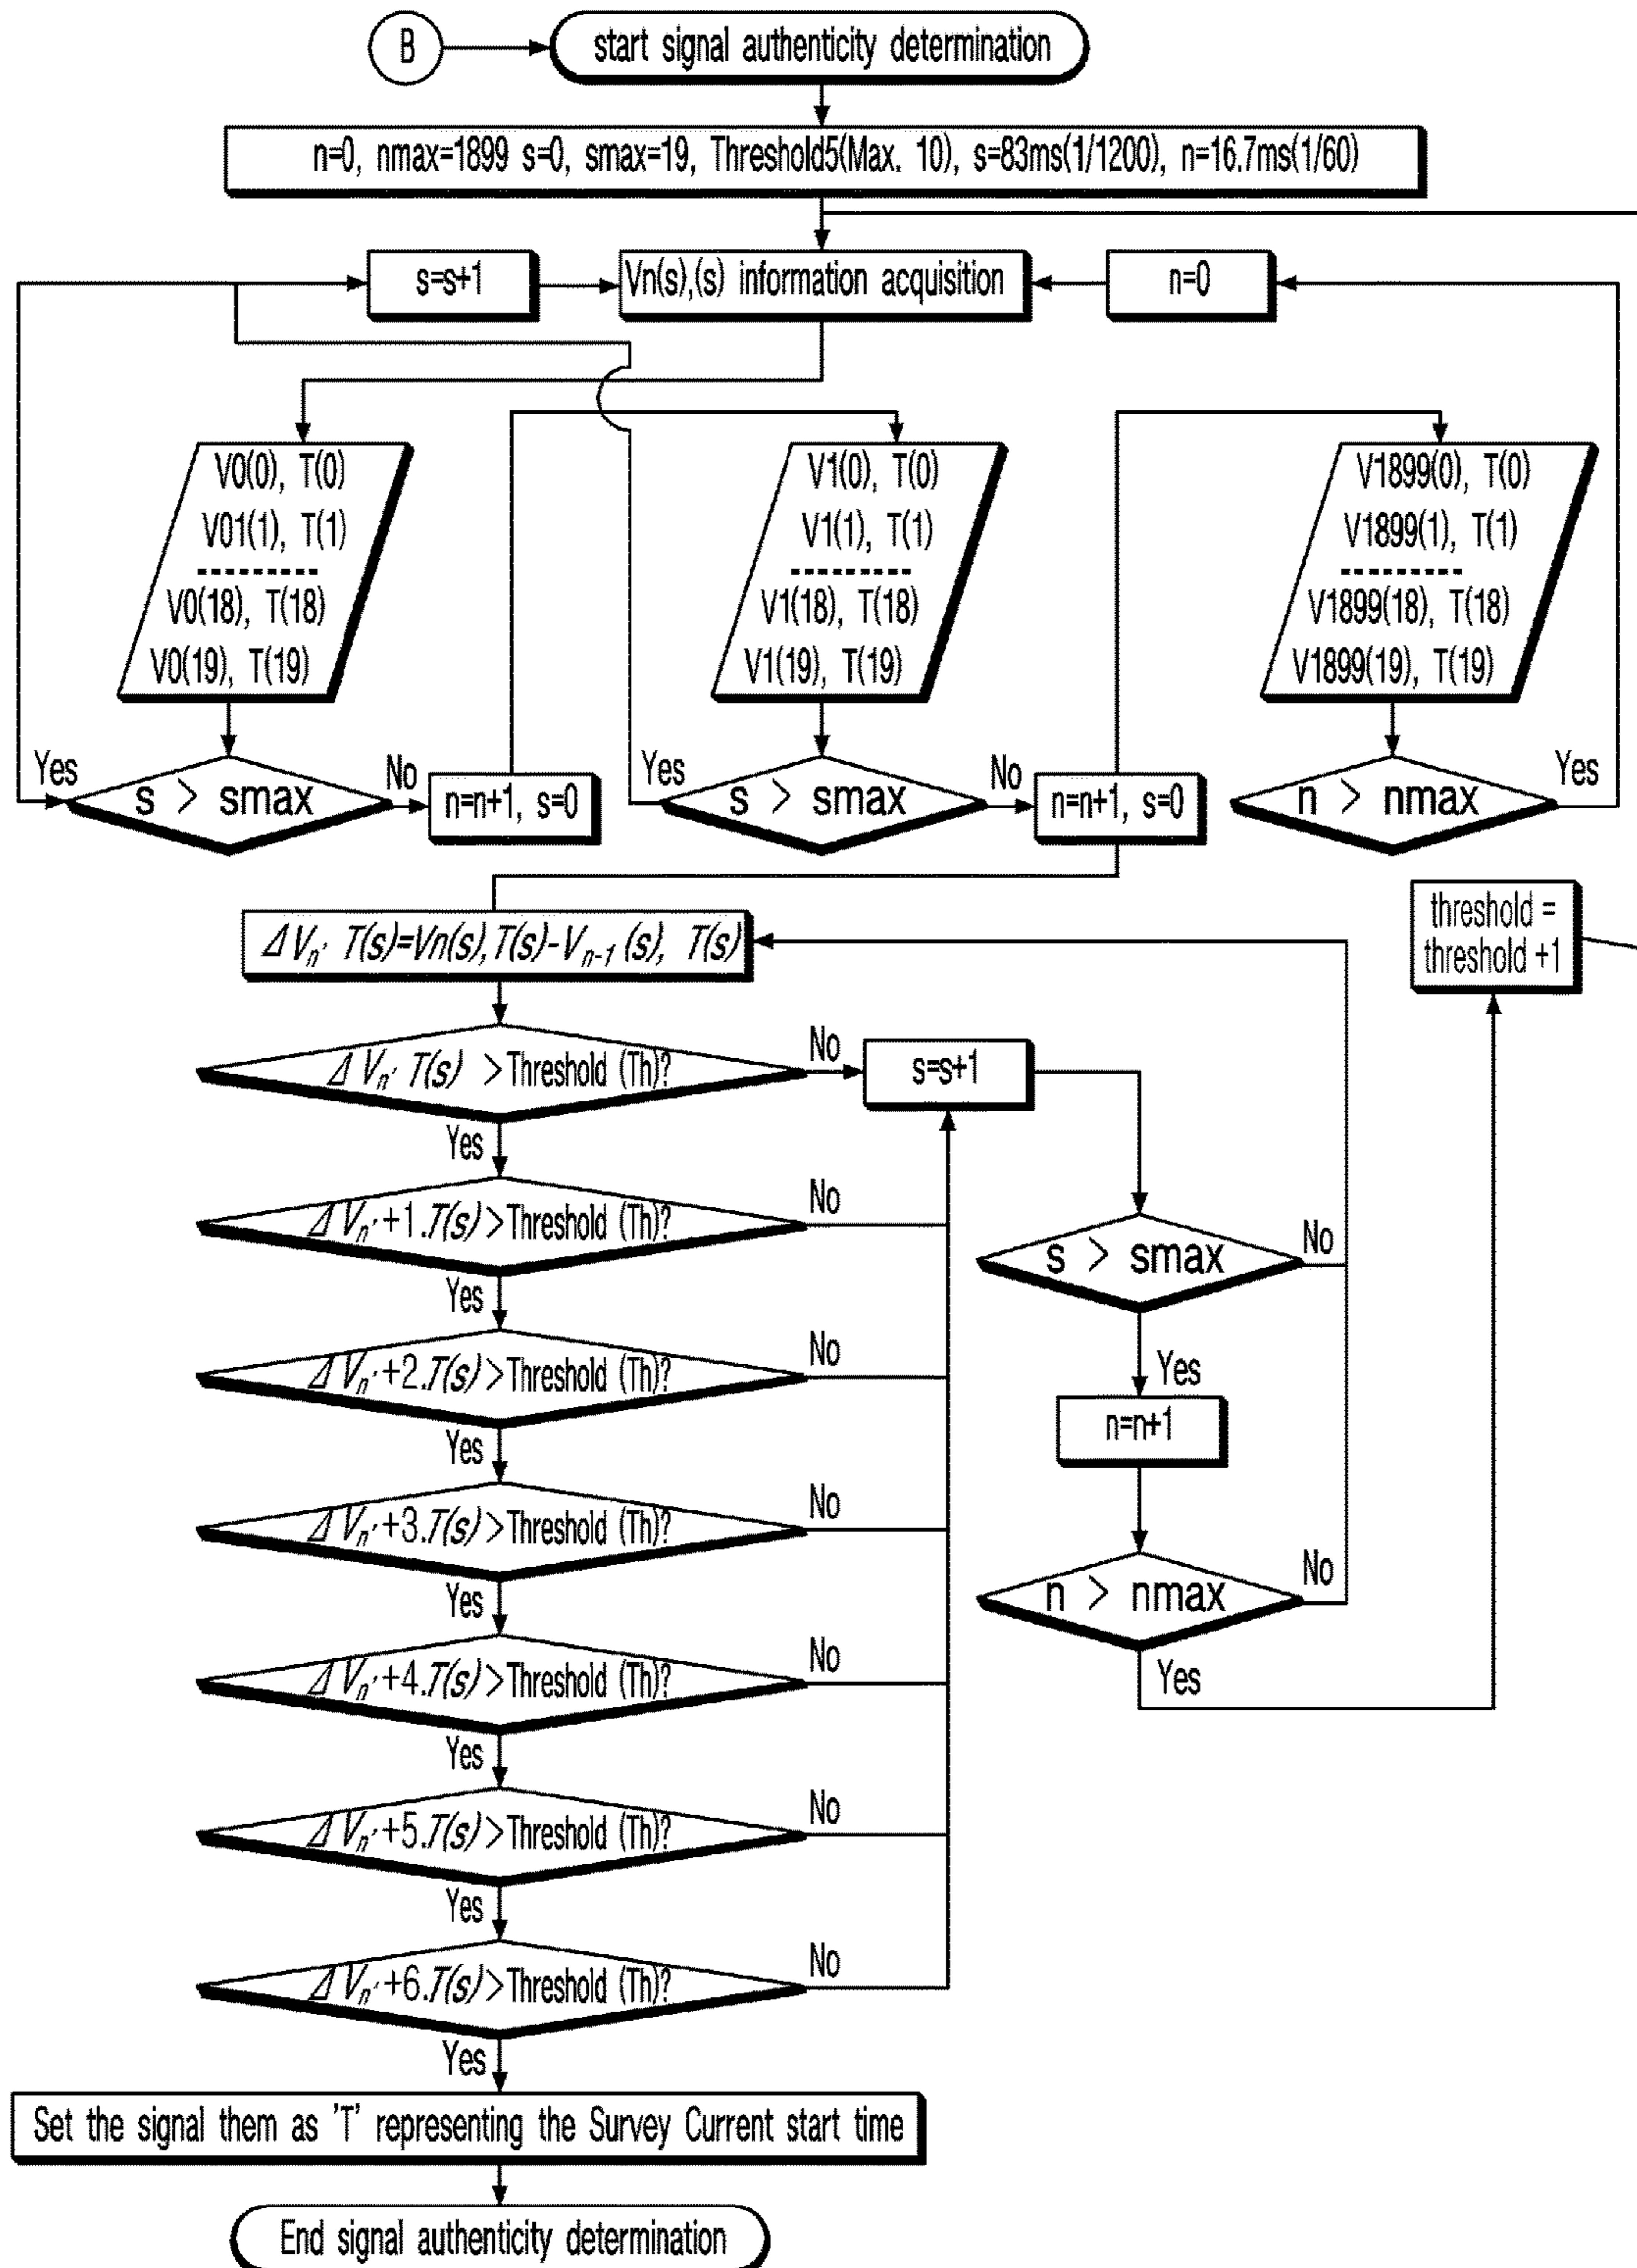 B
start signal authenticity determination
n=0, nmax=1899 s=0, smax=19, Threshold5(Max. 10), s=83ms(1/1200), n=16.7ms(1/60)
s=s+1
Vn(s),(s) information acquisition
n=0
V0(0), T(0)
V01(1), T(1)
V0(18), T(18)
V0(19), T(19)
V1(0), T(0)
V1(1), T(1)
V1(18), T(18)
V1(19), T(19)
V1899(0), T(0)
V1899(1), T(1)
V1899(18), T(18)
V1899(19), T(19)
Yes
s > smax
No
n=n+1, s=0
Yes
s > smax
No
n=n+1, s=0
n > nmax
Yes
threshold =
threshold +1
ΔVn' T(s)=Vn(s),T(s)-Vn-1 (s), T(s)
ΔVn' T(s) >Threshold (Th)?
No
s=s+1
Yes
ΔVn'+1.T(s)>Threshold (Th)?
No
s > smax
No
Yes
ΔVn'+2.T(s)>Threshold (Th)?
No
Yes
n=n+1
Yes
ΔVn'+3.T(s)>Threshold (Th)?
No
n > nmax
No
Yes
Yes
ΔVn'+4.T(s)>Threshold (Th)?
No
Yes
ΔVn'+5.T(s)>Threshold (Th)?
No
Yes
ΔVn'+6.T(s)>Threshold (Th)?
No
Yes
Set the signal them as 'T' representing the Survey Current start time
End signal authenticity determination